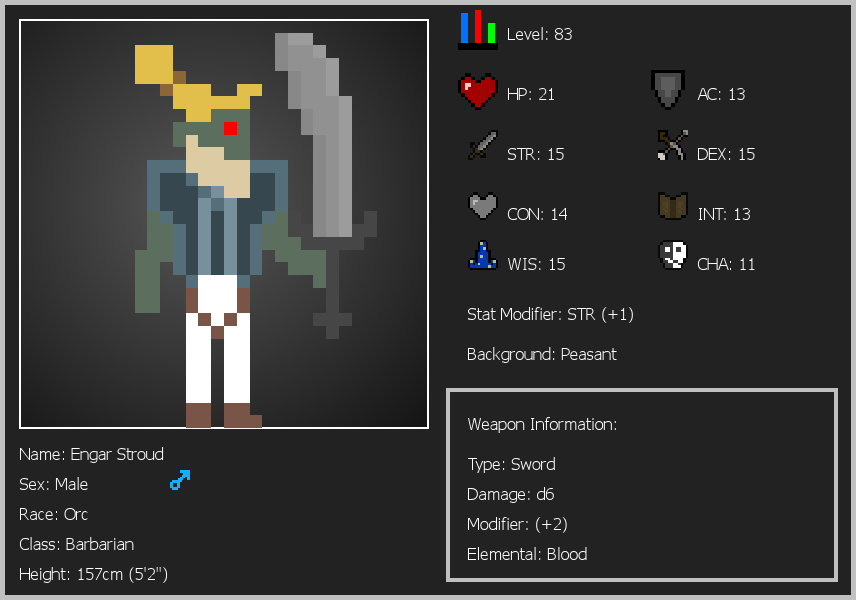 Level: 83
HP: 21
AC: 13
STR: 15
DEX: 15
CON: 14
INT: 13
WIS: 15
CHA: 11
Stat Modifier: STR (+1)
Background: Peasant
Weapon Information:
Type: Sword
Damage: d6
Modifier: (+2)
Elemental: Blood
Name: Engar Stroud
Sex: Male
Race: Orc
Class: Barbarian
Height: 157cm (5'2")